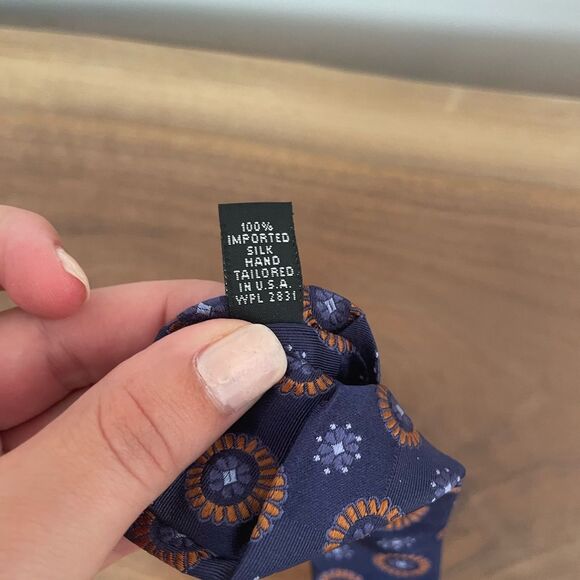 100%
IMPORTED
SILK
HAND
TAILORED
IN U.S.A.
WPL 2831